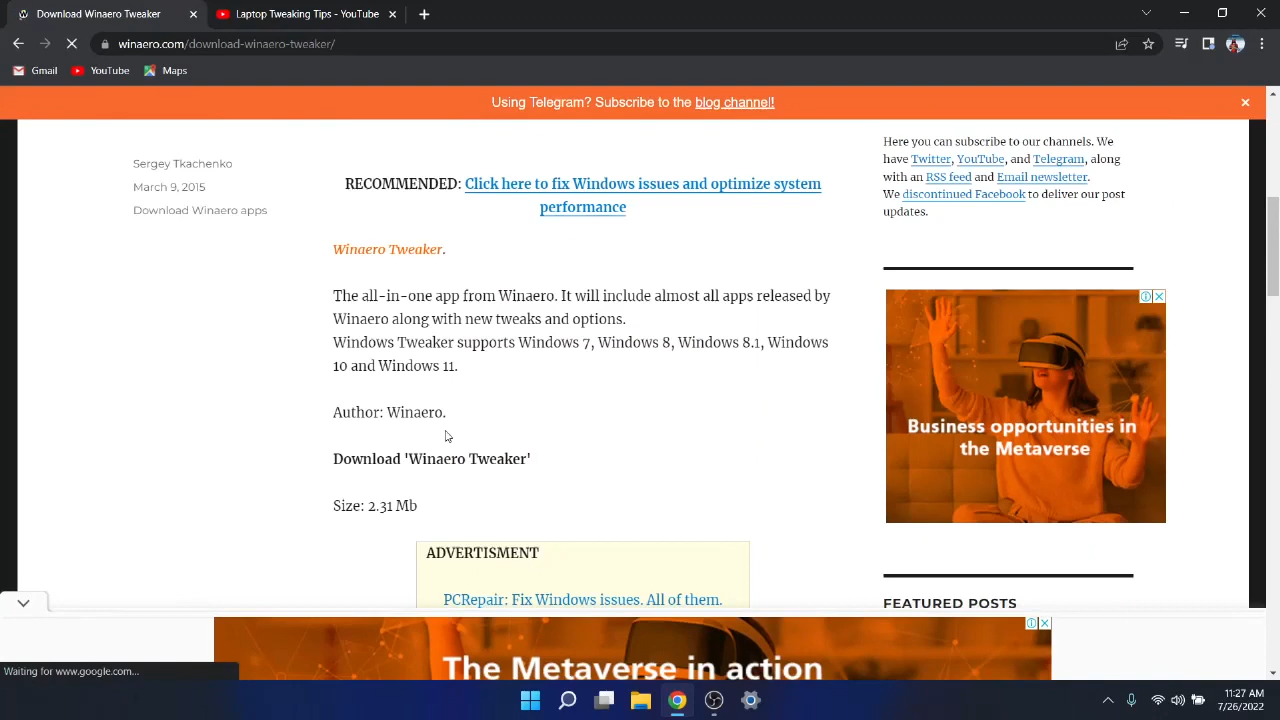 Download Winaero Tweaker
YouTube
winaero.com/download-winaero-tweaker/
Gmail
YouTube
Maps
Using Telegram? Subscribe to the blog channel!
Sergey Tkachenko
March 9, 2015
Download Winaero apps
RECOMMENDED: Click here to fix Windows issues and optimize system
performance
Winaero Tweaker.
The all-in-one app from Winaero. It will include almost all apps released by
Winaero along with new tweaks and options.
Windows Tweaker supports Windows 7, Windows 8, Windows 8.1, Windows
10 and Windows 11.
Author: Winaero.
Download 'Winaero Tweaker'
Size: 2.31 Mb
ADVERTISMENT
PCRepair: Fix Windows issues. All of them.
Here you can subscribe to our channels. We
have Twitter, YouTube, and Telegram, along
with an RSS feed and Email newsletter.
We discontinued Facebook to deliver our post
updates.
Business opportunities in
the Metaverse
FEATURED POSTS
The Metaverse in action
Waiting for www.google.com...
11:27 AM
7/26/2022